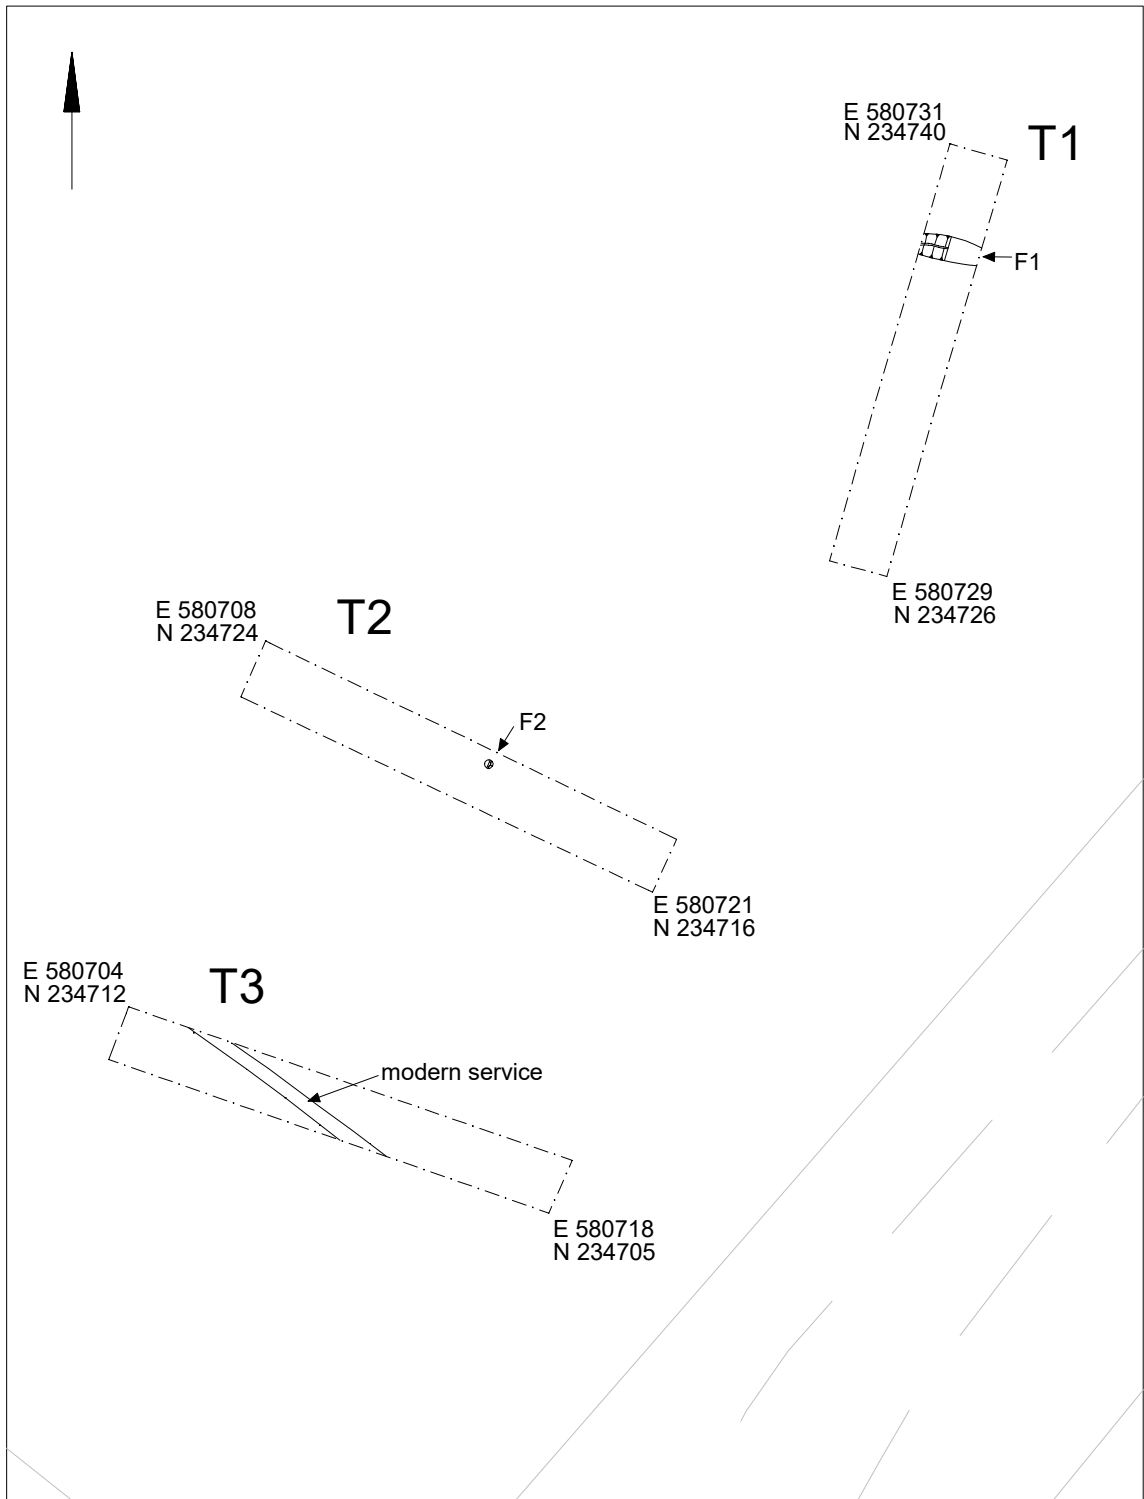 E 580731
N 234740
T1
F1
E 580729
N 234726
E 580708
N 234724
T2
F2
E 580721
N 234716
E 580704
N 234712
T3
modern service
E 580718
N 234705